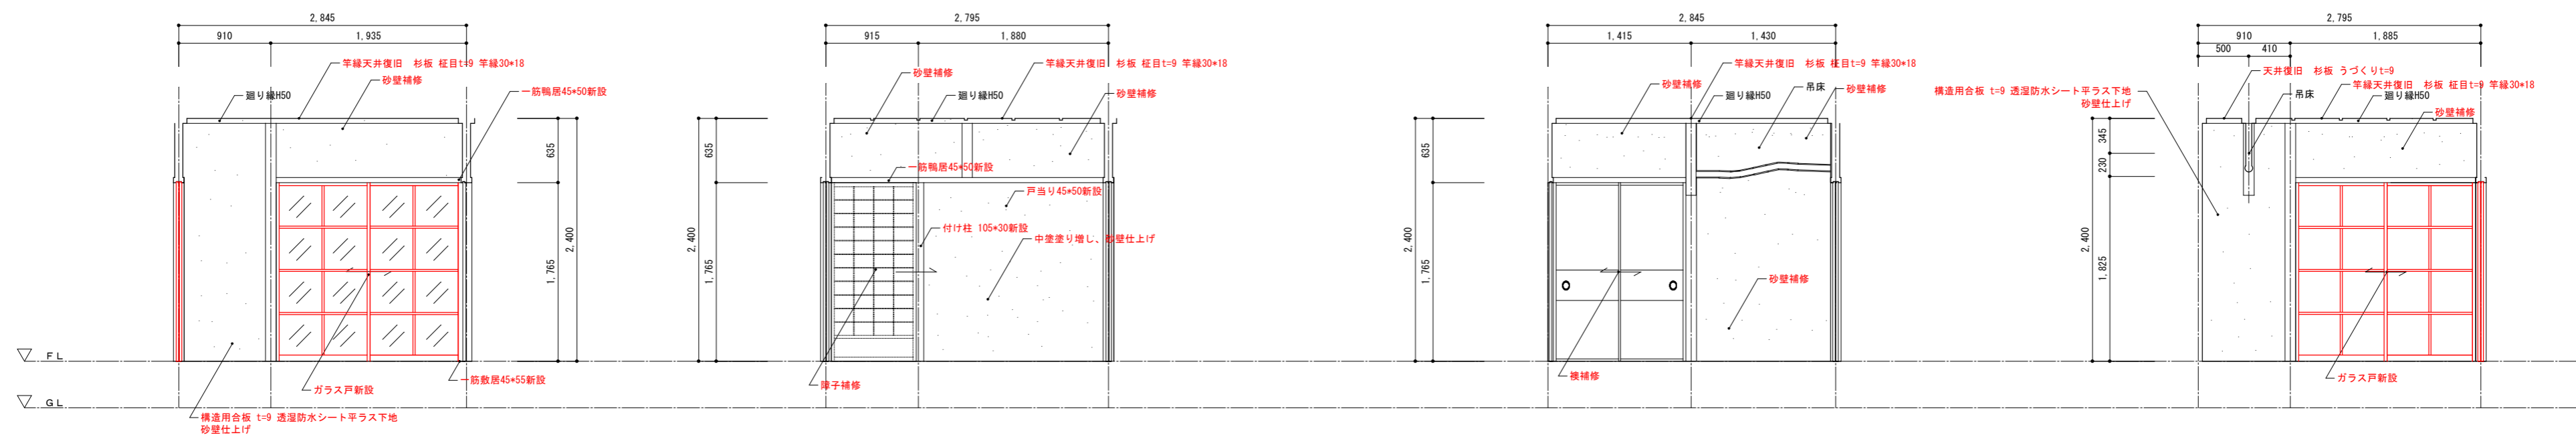 2,845
910
1,935
竿縁天井復旧　杉板 柾目t=9 竿縁30*18
砂壁補修
廻り縁H50
一筋鴨居45*50新設
635
1,765
2,400
ガラス戸新設
一筋敷居45*55新設
構造用合板 t=9 透湿防水シート平ラス下地
砂壁仕上げ
FL
GL
2,795
915
1,880
砂壁補修
竿縁天井復旧　杉板 柾目t=9 竿縁30*18
廻り縁H50
砂壁補修
2,400
635
1,765
一筋鴨居45*50新設
戸当り45*50新設
付け柱 105*30新設
中塗塗り増し、砂壁仕上げ
障子補修
2,845
1,415
1,430
竿縁天井復旧　杉板 柾目t=9 竿縁30*18
砂壁補修
廻り縁H50
吊床
砂壁補修
2,400
635
1,765
砂壁補修
襖補修
2,795
910
1,885
500
410
天井復旧　杉板 うづくりt=9
竿縁天井復旧　杉板 柾目t=9 竿縁30*18
構造用合板 t=9 透湿防水シート平ラス下地
砂壁仕上げ
吊床
廻り縁H50
砂壁補修
345
230
1,825
2,400
ガラス戸新設